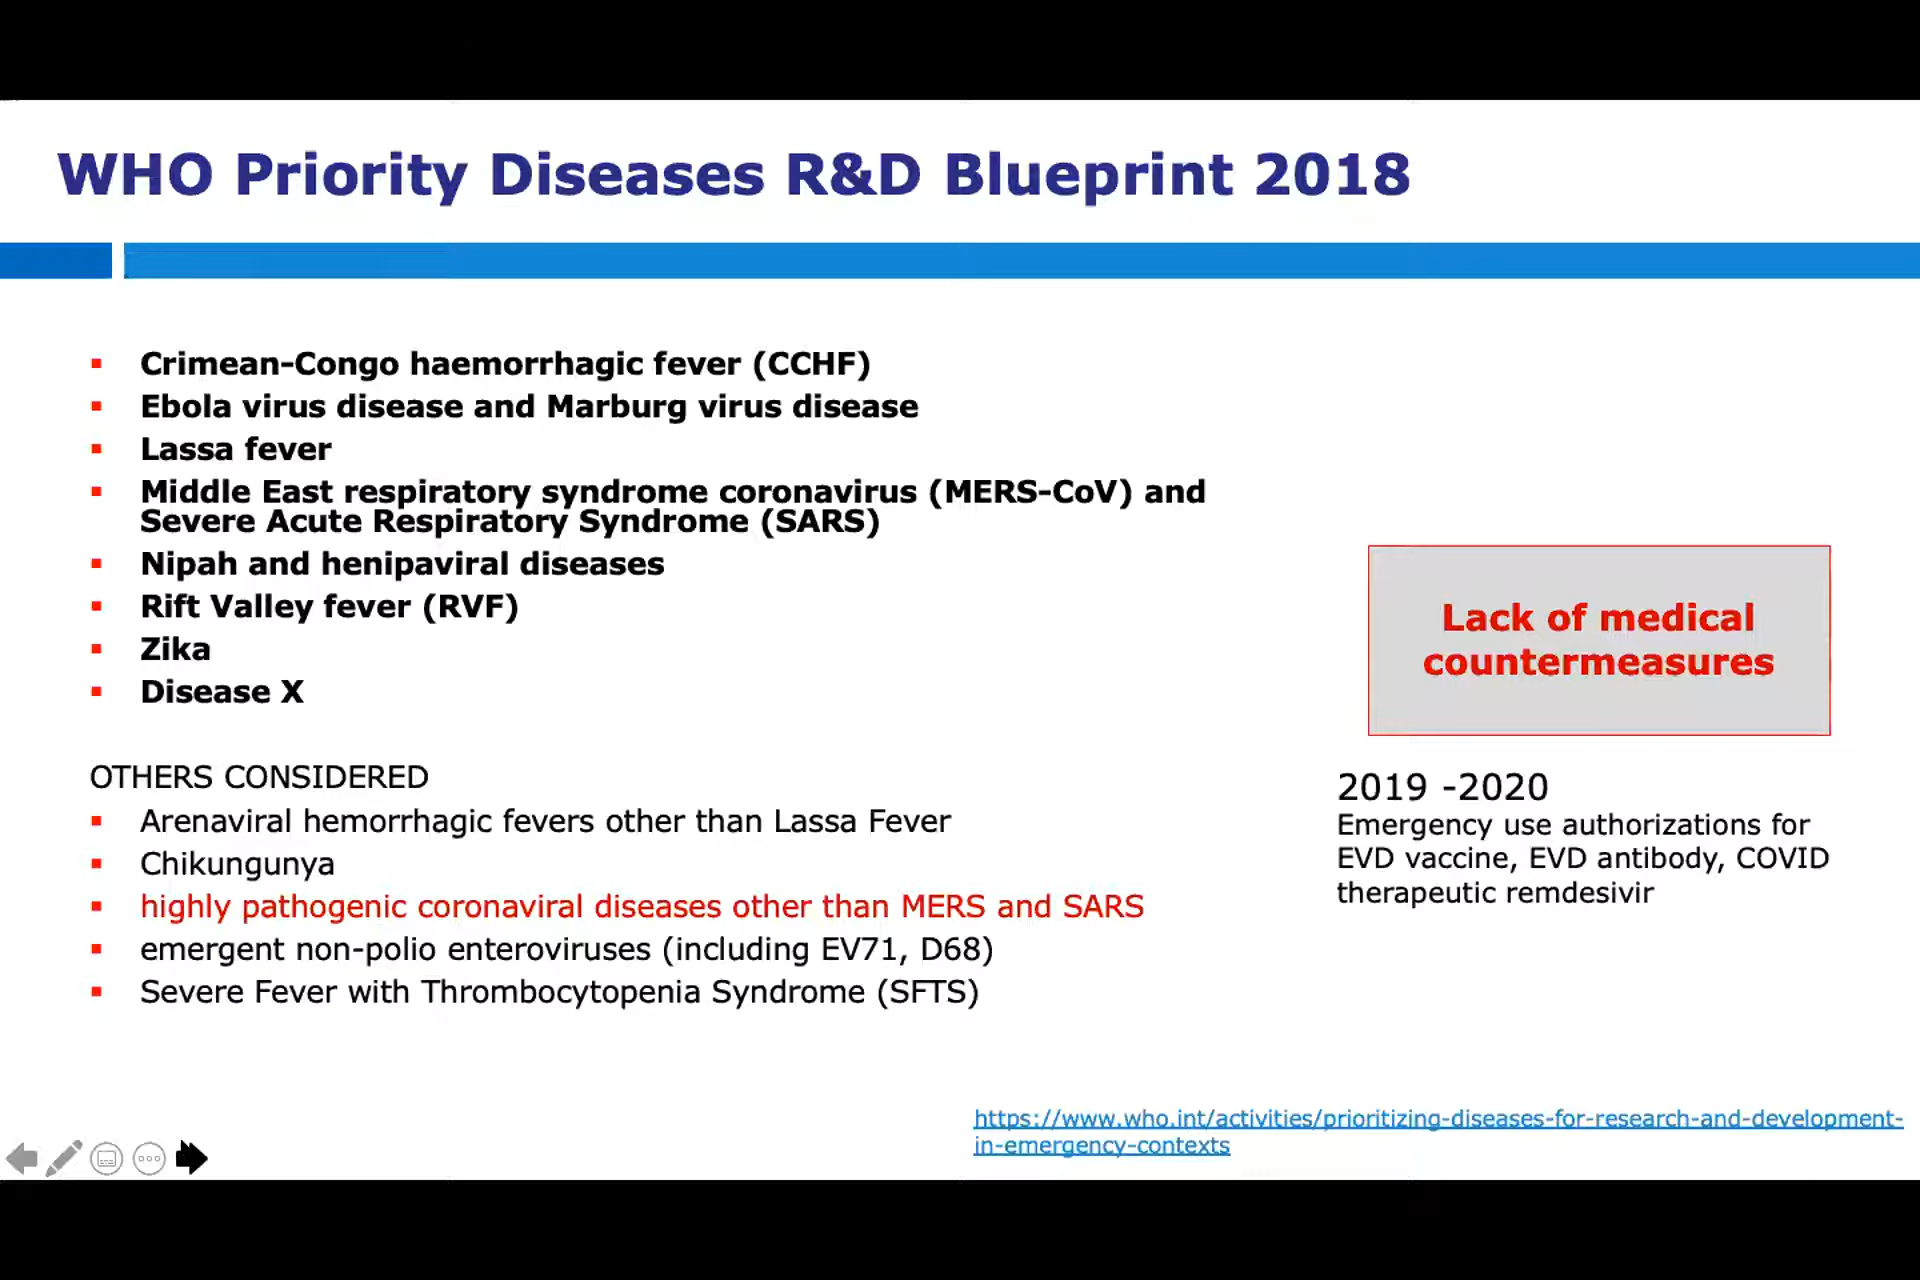 WHO Priority Diseases R&D Blueprint 2018
Crimean-Congo haemorrhagic fever (CCHF)
Ebola virus disease and Marburg virus disease
Lassa fever
Middle East respiratory syndrome coronavirus (MERS-CoV) and
Severe Acute Respiratory Syndrome (SARS)
Nipah and henipaviral diseases
Rift Valley fever (RVF)
Zika
Disease X
OTHERS CONSIDERED
Arenaviral hemorrhagic fevers other than Lassa Fever
Chikungunya
highly pathogenic coronaviral diseases other than MERS and SARS
emergent non-polio enteroviruses (including EV71, D68)
Severe Fever with Thrombocytopenia Syndrome (SFTS)
Lack of medical
countermeasures
2019 -2020
Emergency use authorizations for
EVD vaccine, EVD antibody, COVID
therapeutic remdesivir
https://www.who.int/activities/prioritizing-diseases-for-research-and-development-
in-emergency-contexts